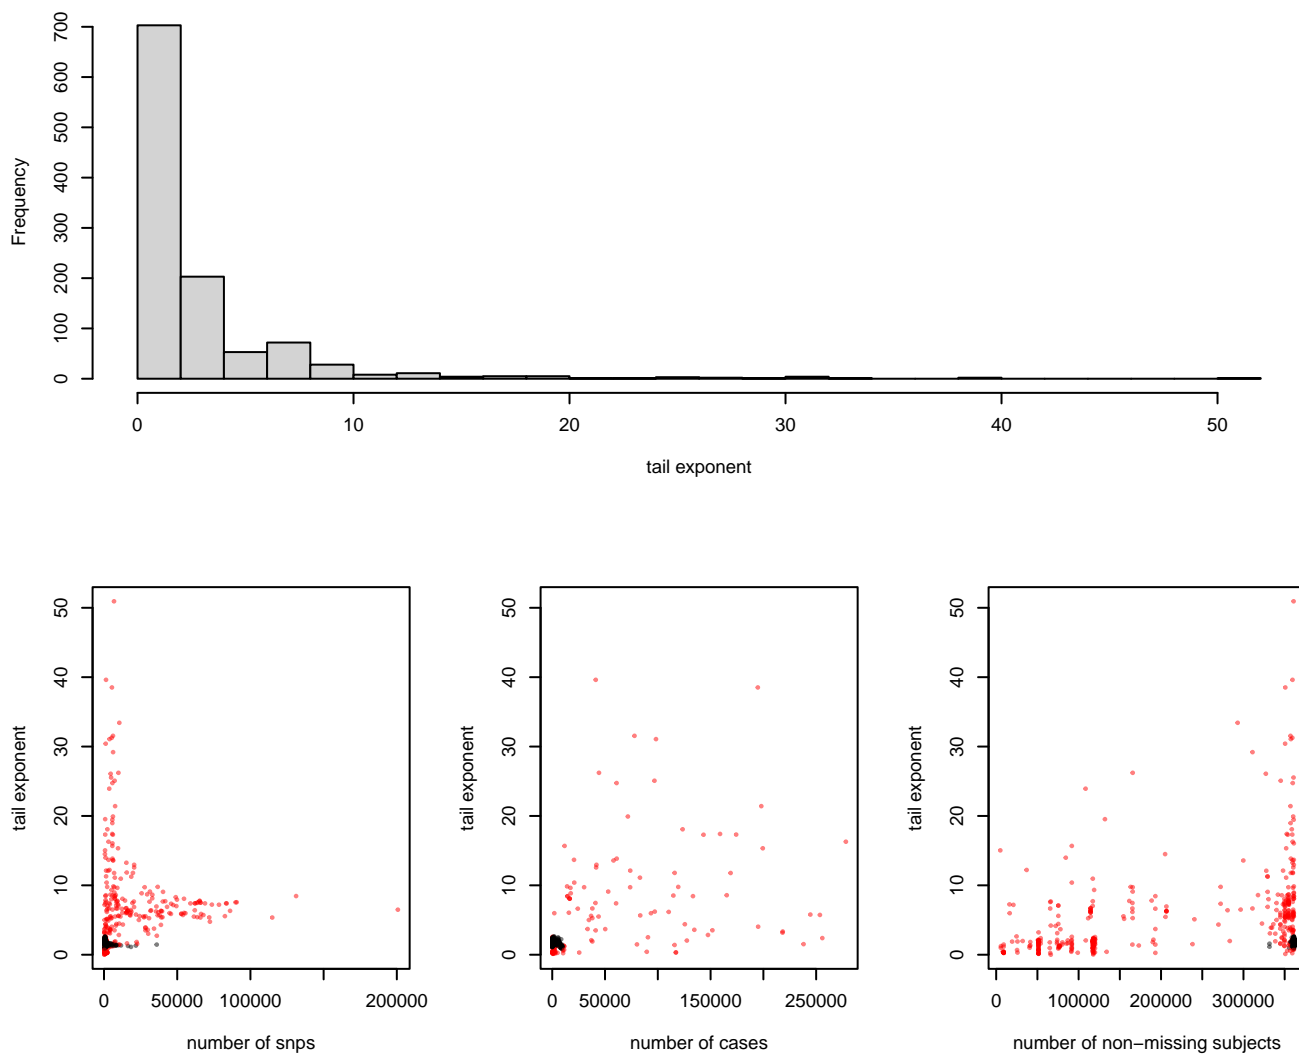 Frequency
0 100 200 300 400 500 600 700
0 10 20 30 40 50
tail exponent
tail exponent
0 10 20 30 40 50
0 50000 100000 200000
number of snps
tail exponent
0 10 20 30 40 50
0 50000 150000 250000
number of cases
tail exponent
0 10 20 30 40 50
0 100000 200000 300000
number of non−missing subjects